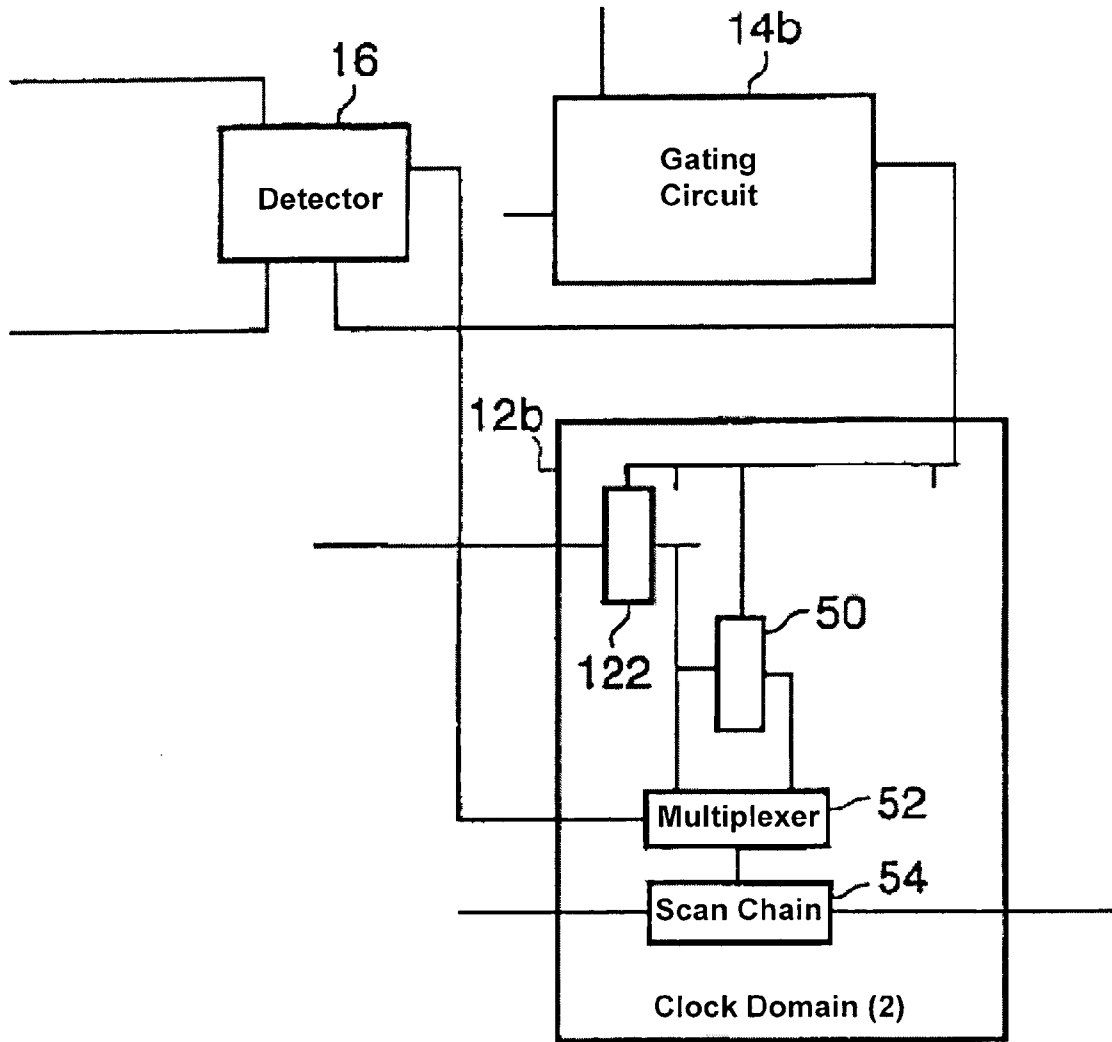 16
14b
Detector
Gating
Circuit
12b
122
50
Multiplexer
52
Scan Chain
54
Clock Domain (2)